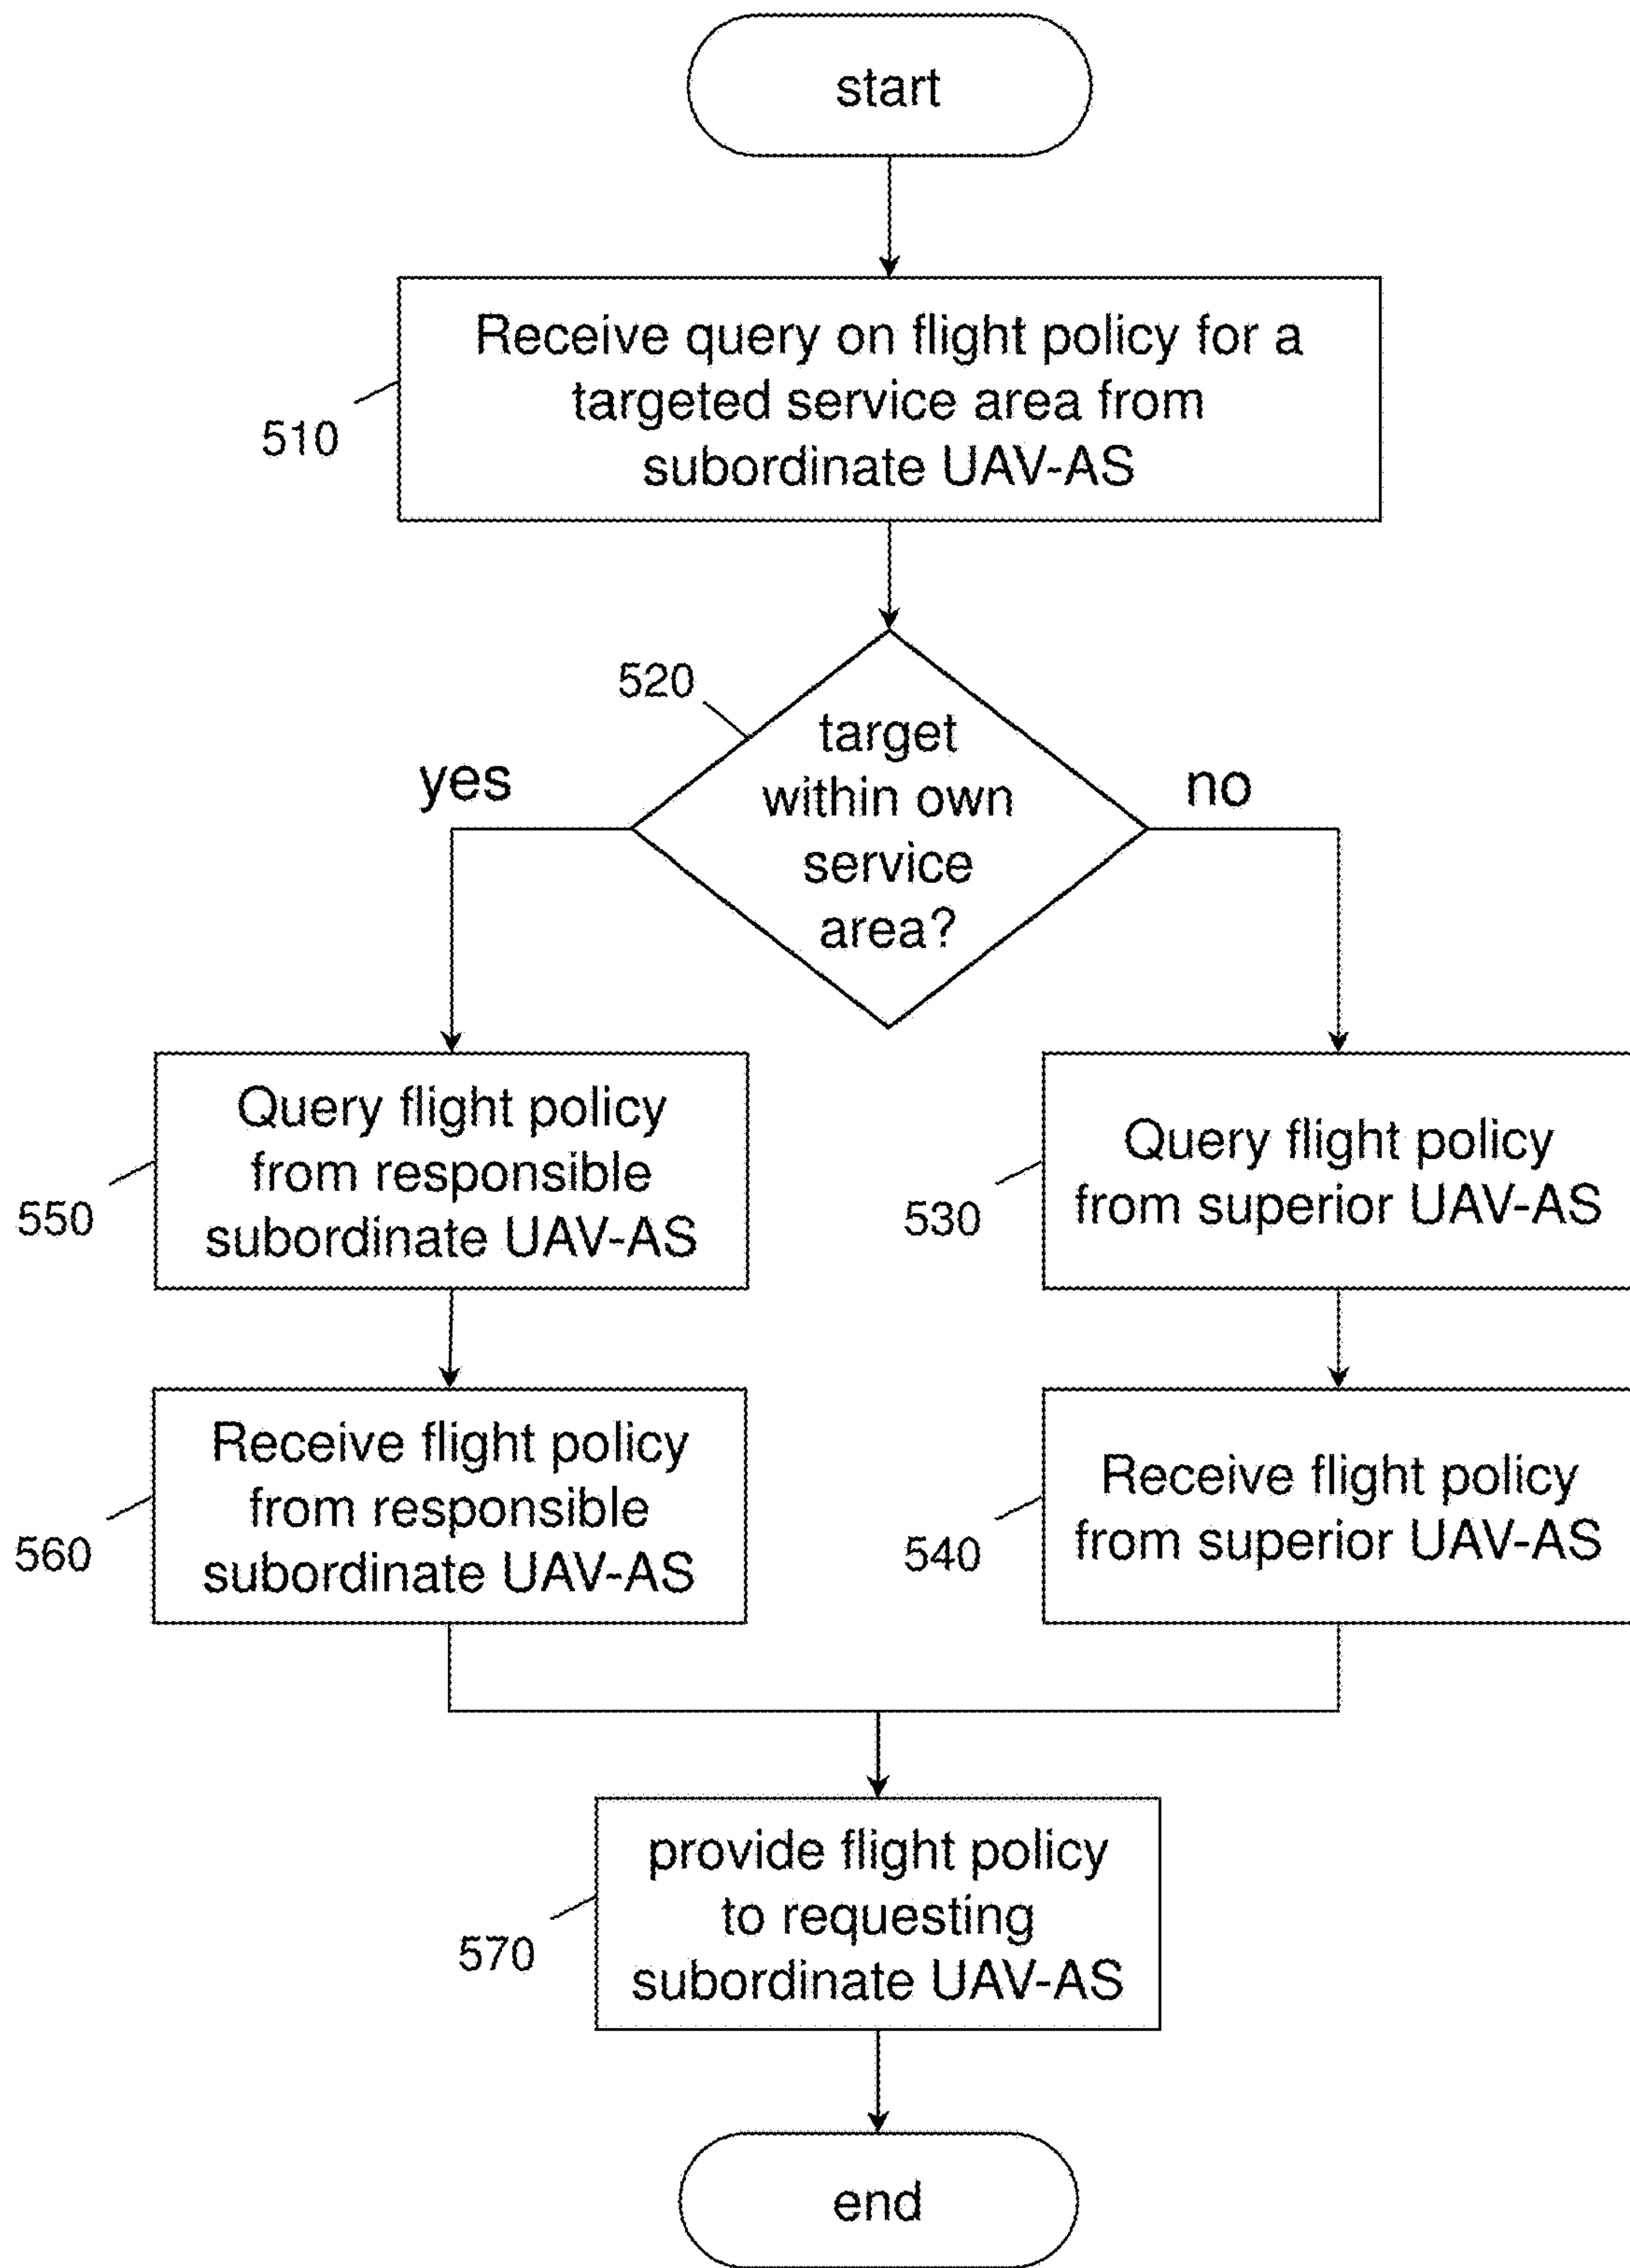 start
Receive query on flight policy for a
targeted service area from
subordinate UAV-AS
510
520
target
within own
service
area?
yes
no
Query flight policy
from responsible
subordinate UAV-AS
550
Query flight policy
from superior UAV-AS
530
Receive flight policy
from responsible
subordinate UAV-AS
560
Receive flight policy
from superior UAV-AS
540
provide flight policy
to requesting
subordinate UAV-AS
570
end